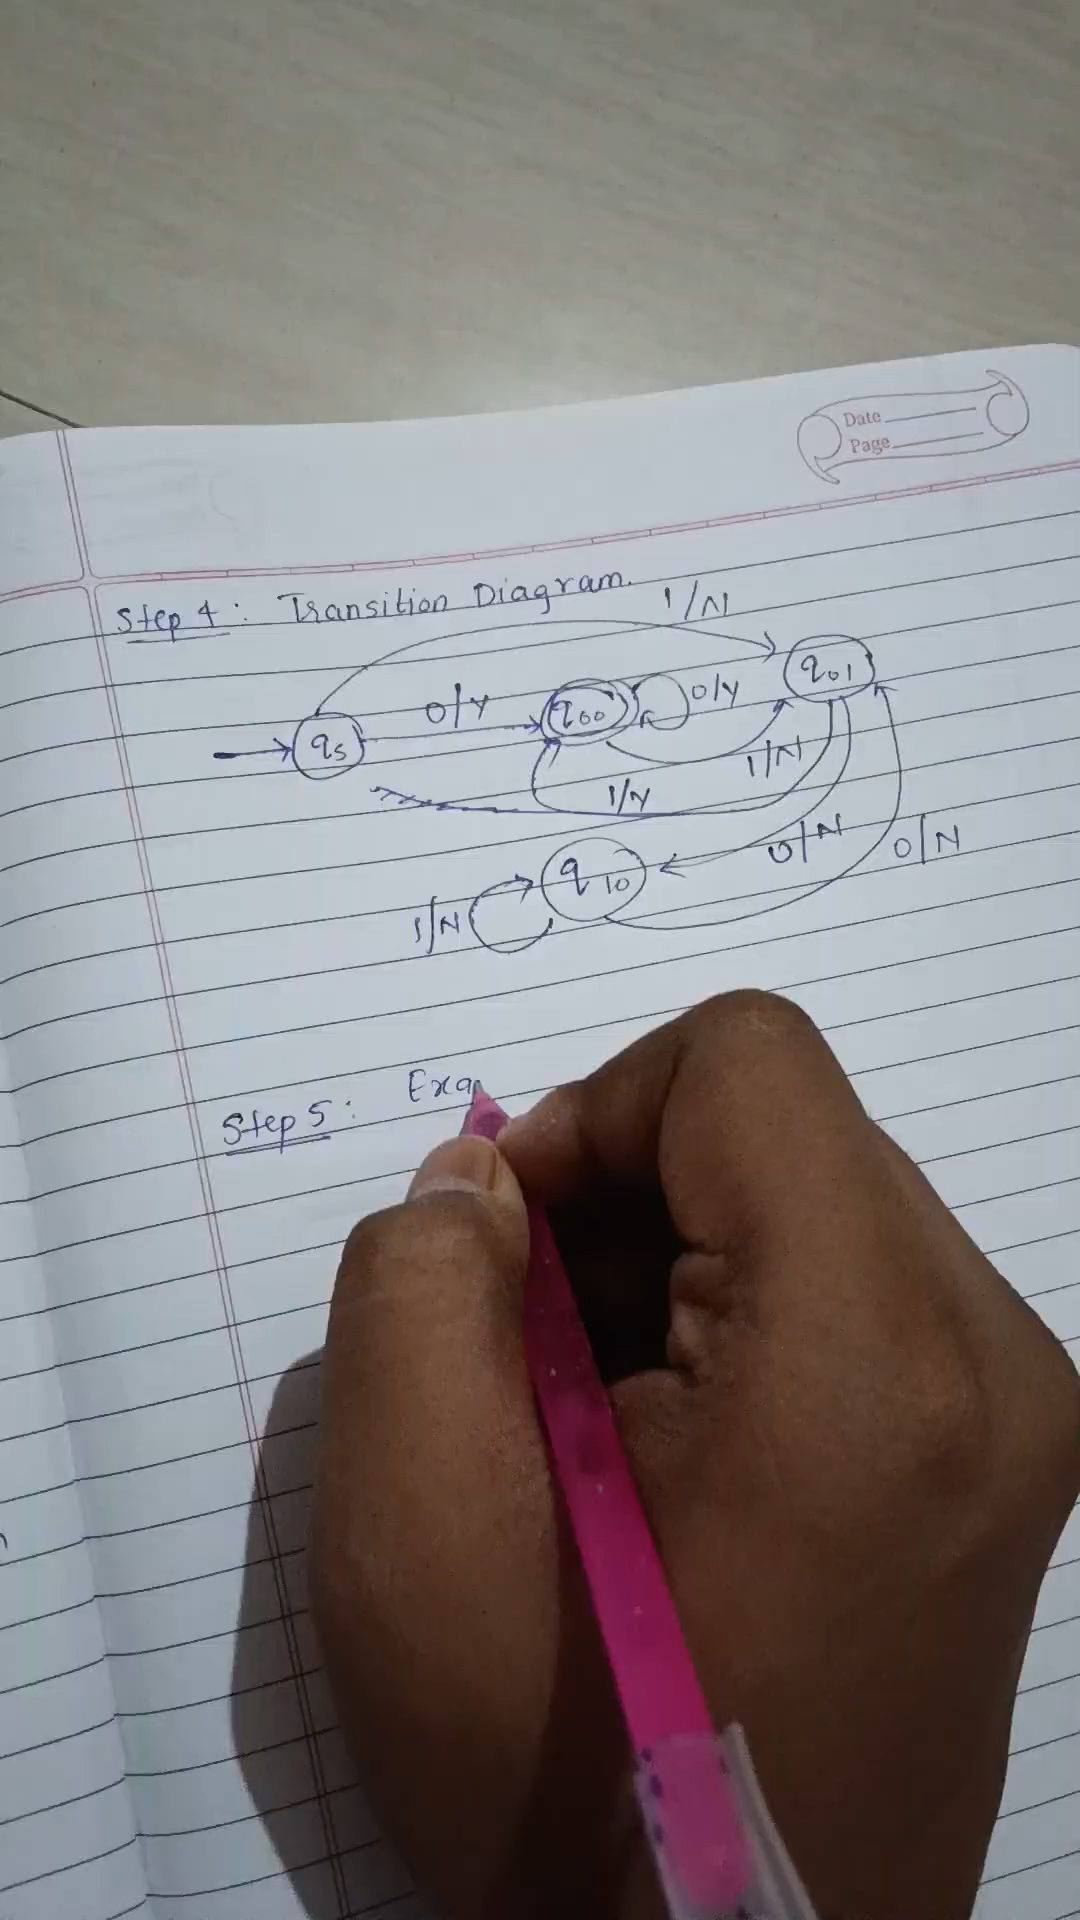 Date
Page
Step 4: Transition Diagram.
1/N
q01
0/Y q00 0/Y
qs
1/N
1/Y
0/N 0/N
q10
1/N
Step 5: Exa